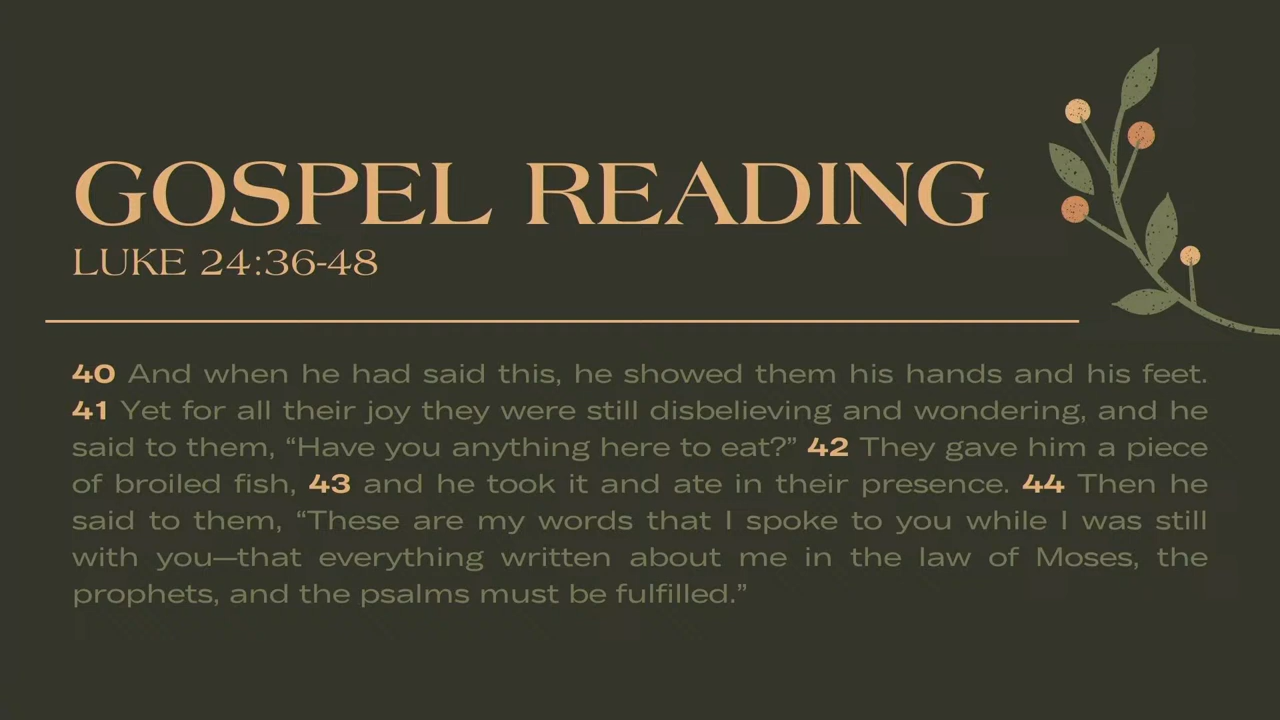 GOSPEL READING
LUKE 24:36-48
40 And when he had said this, he showed them his hands and his feet.
41 Yet for all their joy they were still disbelieving and wondering, and he
said to them, “Have you anything here to eat?” 42 They gave him a piece
of broiled fish, 43 and he took it and ate in their presence. 44 Then he
said to them, “These are my words that I spoke to you while I was still
with you—that everything written about me in the law of Moses, the
prophets, and the psalms must be fulfilled.”